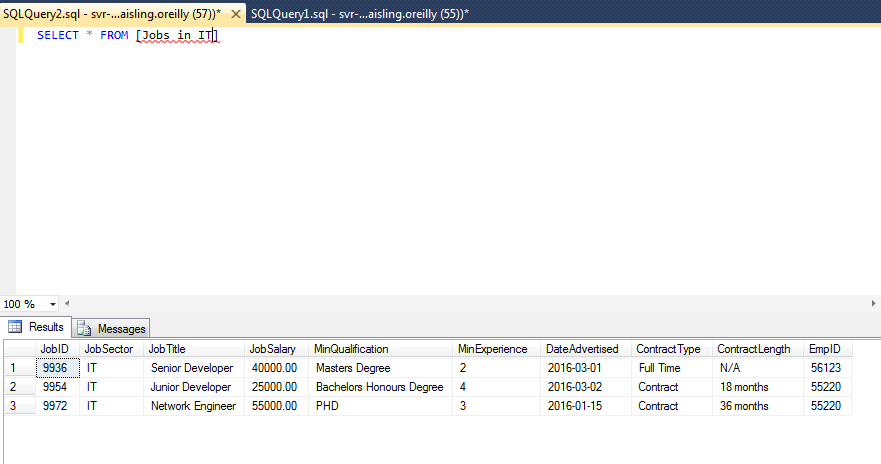 SQLQuery2.sql - svr-...aisling.oreilly (57))* SQLQuery1.sql - svr-...aisling.oreilly (55))*
SELECT * FROM [Jobs in IT]
100 %
Results Messages
JobID JobSector JobTitle JobSalary MinQualification MinExperience DateAdvertised ContractType ContractLength EmpID
1 9936 IT Senior Developer 40000.00 Masters Degree 2 2016-03-01 Full Time N/A 56123
2 9954 IT Junior Developer 25000.00 Bachelors Honours Degree 4 2016-03-02 Contract 18 months 55220
3 9972 IT Network Engineer 55000.00 PHD 3 2016-01-15 Contract 36 months 55220